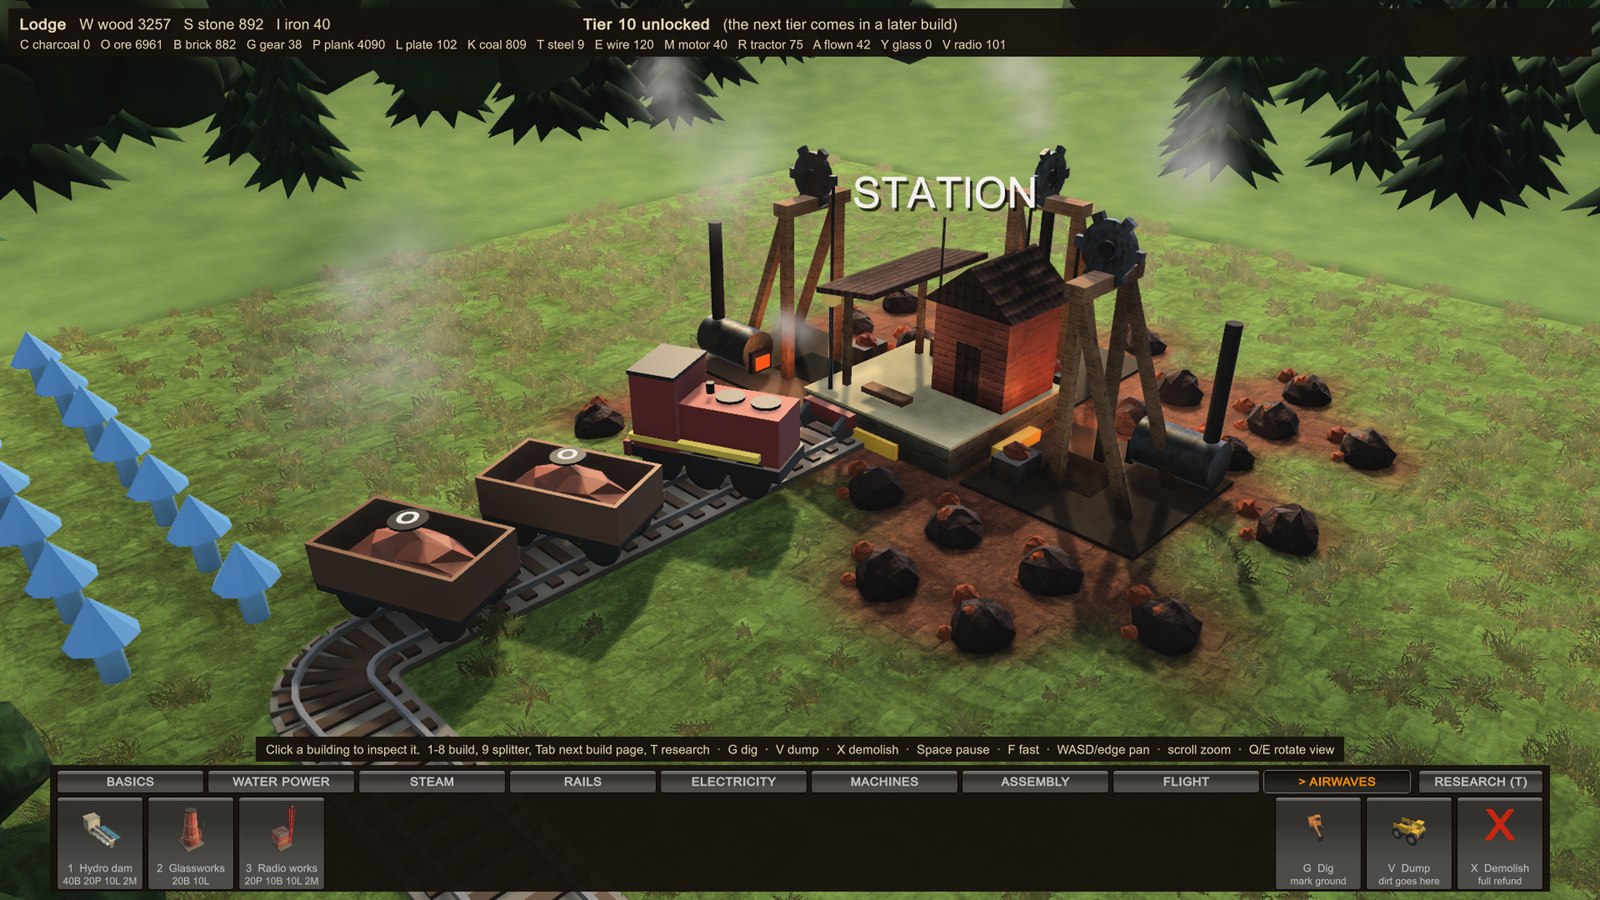 Lodge W wood 3257 S stone 892 I iron 40
Tier 10 unlocked (the next tier comes in a later build)
C charcoal 0 O ore 6961 B brick 882 G gear 38 P plank 4090 L plate 102 K coal 809 T steel 9 E wire 120 M motor 40 R tractor 75 A flown 42 Y glass 0 V radio 101
STATION
O
O
Click a building to inspect it. 1-8 build, 9 splitter, Tab next build page, T research · G dig · V dump · X demolish · Space pause · F fast · WASD/edge pan · scroll zoom · Q/E rotate view
BASICS
WATER POWER
STEAM
RAILS
ELECTRICITY
MACHINES
ASSEMBLY
FLIGHT
> AIRWAVES
RESEARCH (T)
1 Hydro dam
40B 20P 10L 2M
2 Glassworks
20B 10L
3 Radio works
20P 10B 10L 2M
G Dig
mark ground
V Dump
dirt goes here
X Demolish
full refund